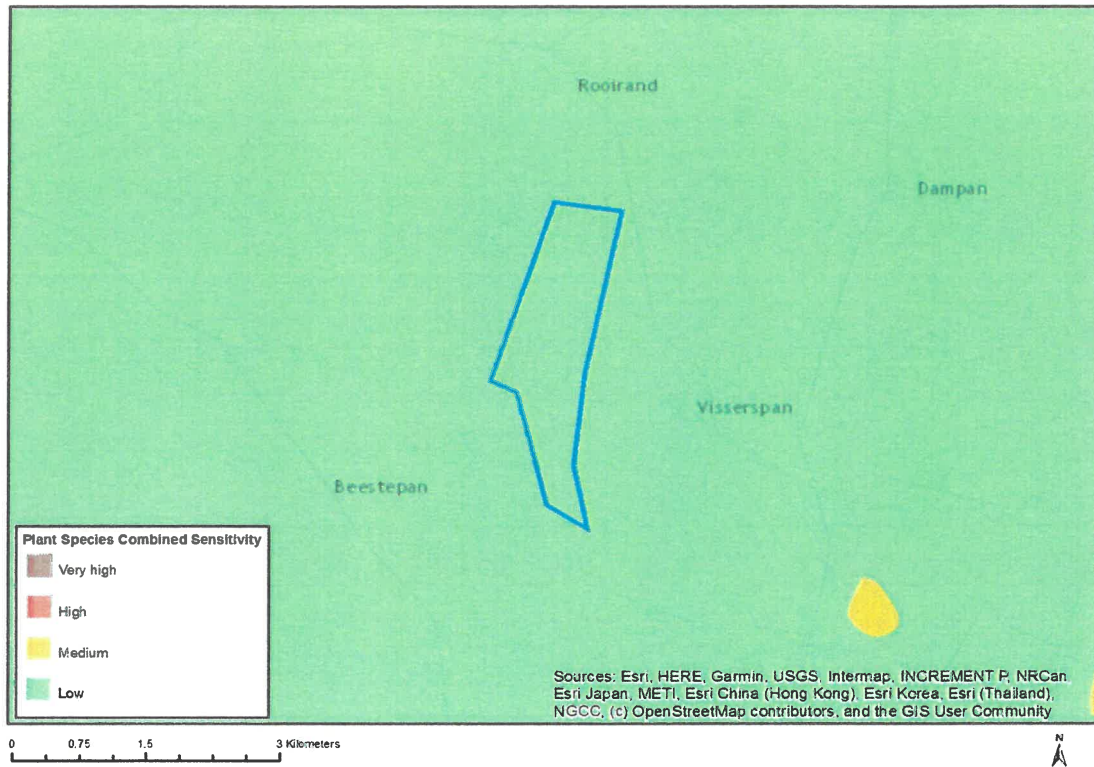 Rooirand
Dampan
Visserspan
Beestepan
Plant Species Combined Sensitivity
Very high
High
Medium
Low
Sources: Esri, HERE, Garmin, USGS, Intermap, INCREMENT P, NRCan,
Esri Japan, METI, Esri China (Hong Kong), Esri Korea, Esri (Thailand),
NGCC, (c) OpenStreetMap contributors, and the GIS User Community
0 0.75 1.5 3 Kilometers
N